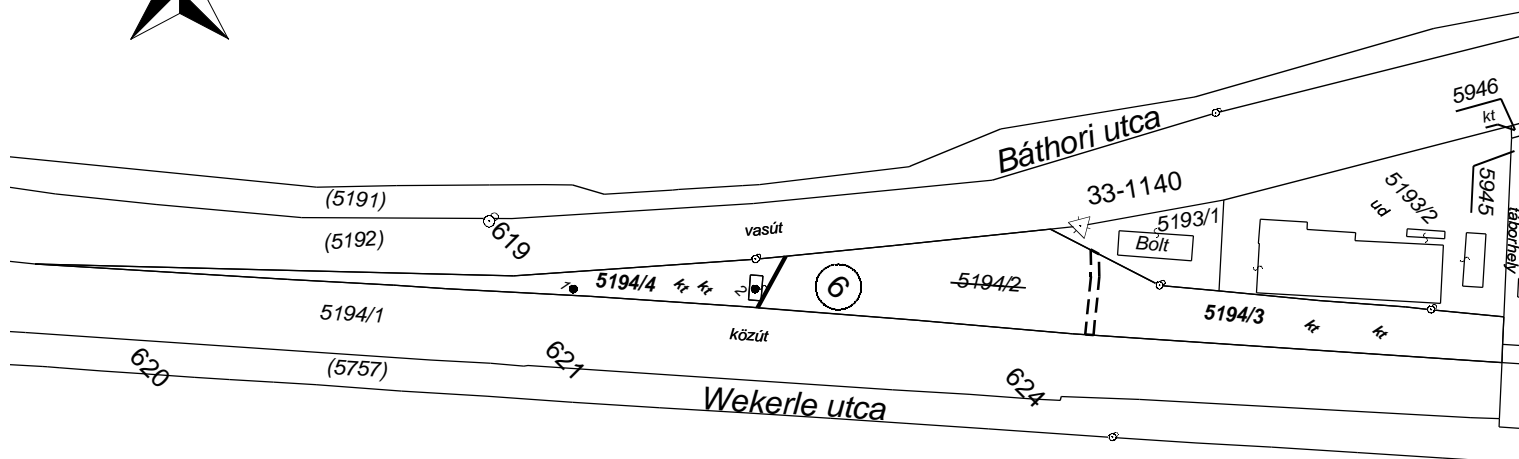 5946
kt
Báthori utca
33-1140
5193/1
5193/2
ud
5945
táborhely
Bolt
(5191)
619
vasút
(5192)
5194/4 kt kt
1
2
6
5194/2
5194/1
5194/3 kt kt
közút
620
(5757)
621
624
Wekerle utca